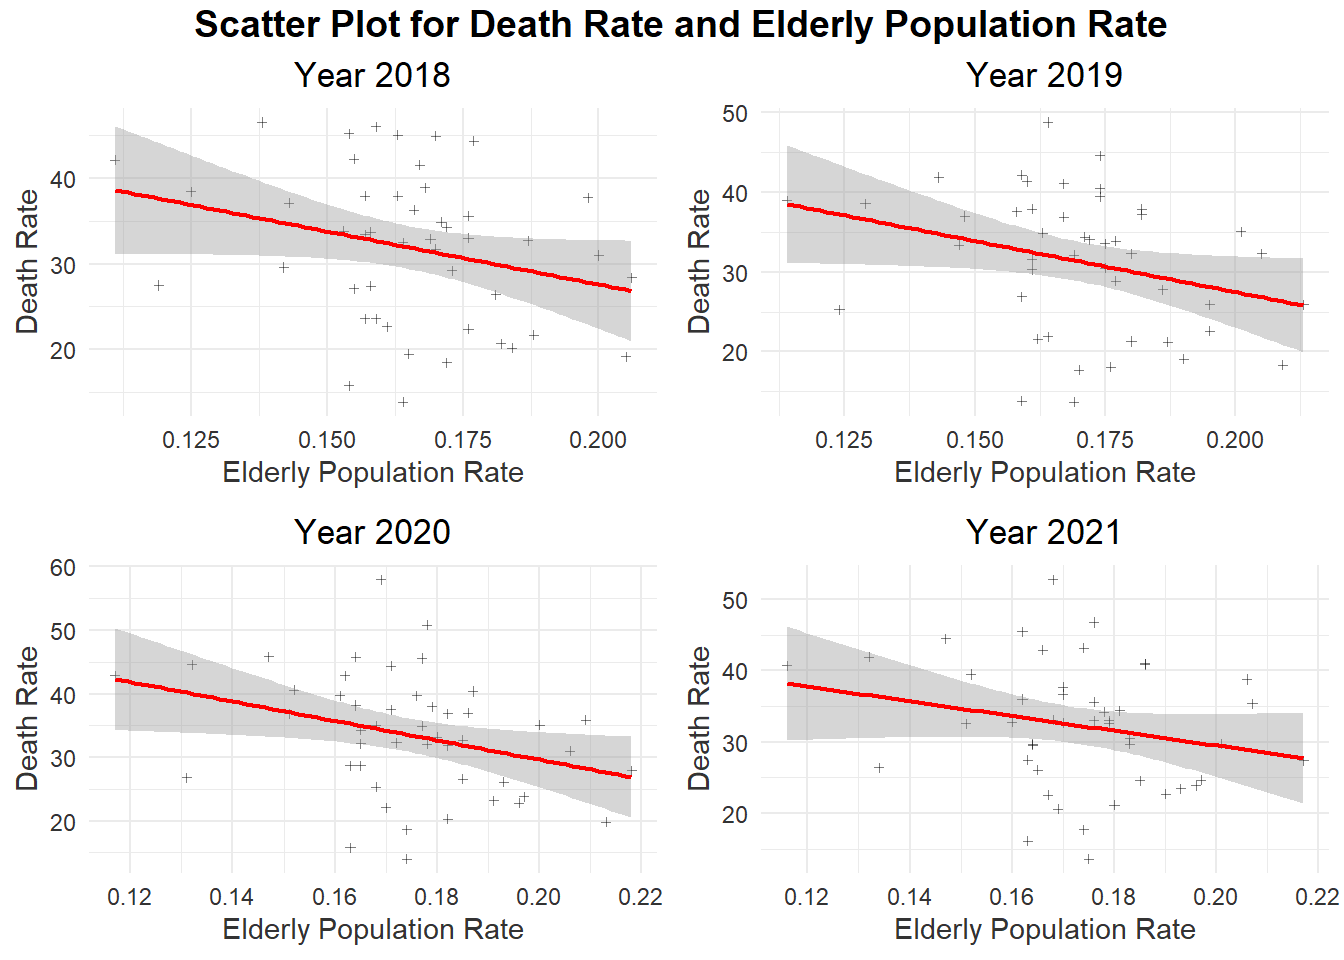 Scatter Plot for Death Rate and Elderly Population Rate
Year 2018
Death Rate
40
30
20
0.125 0.150 0.175 0.200
Elderly Population Rate
Year 2019
Death Rate
50
40
30
20
0.125 0.150 0.175 0.200
Elderly Population Rate
Year 2020
Death Rate
60
50
40
30
20
0.12 0.14 0.16 0.18 0.20 0.22
Elderly Population Rate
Year 2021
Death Rate
50
40
30
20
0.12 0.14 0.16 0.18 0.20 0.22
Elderly Population Rate